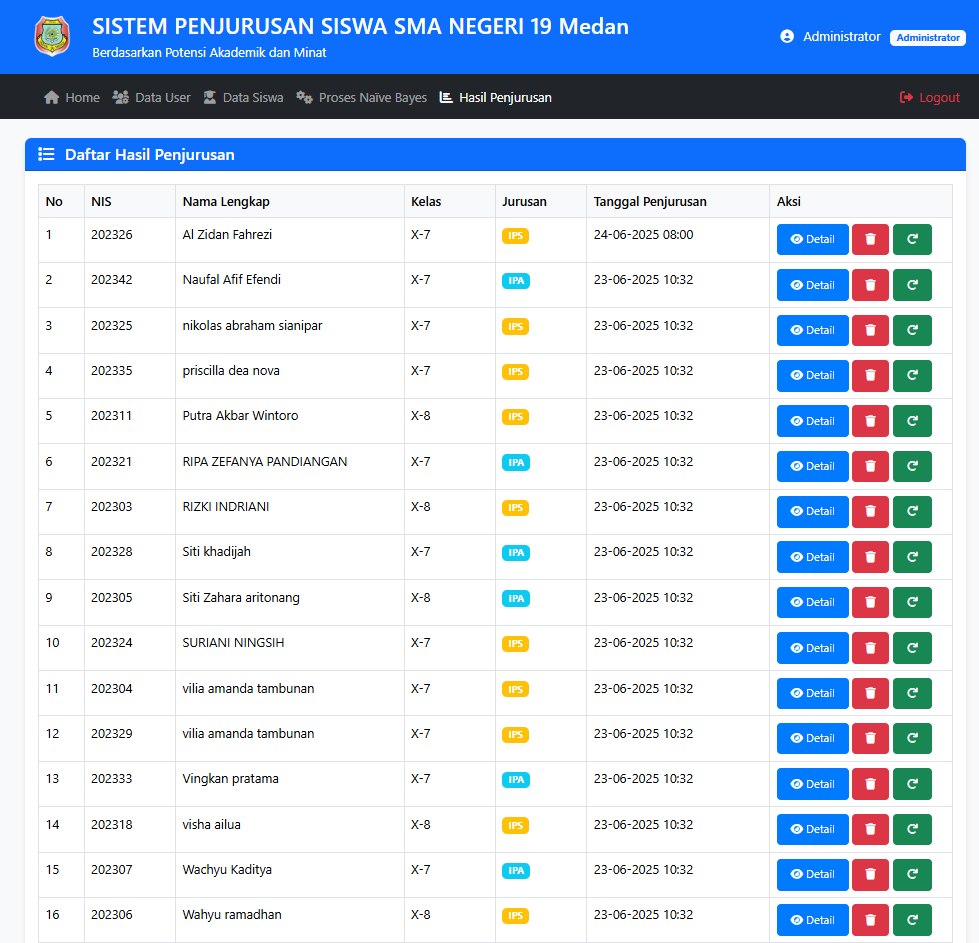 SISTEM PENJURUSAN SISWA SMA NEGERI 19 Medan
Berdasarkan Potensi Akademik dan Minat
Administrator Administrator
Home Data User Data Siswa Proses Naïve Bayes Hasil Penjurusan Logout
Daftar Hasil Penjurusan
No NIS Nama Lengkap Kelas Jurusan Tanggal Penjurusan Aksi
1 202326 Al Zidan Fahrezi X-7 IPS 24-06-2025 08:00 Detail
2 202342 Naufal Afif Efendi X-7 IPA 23-06-2025 10:32 Detail
3 202325 nikolas abraham sianipar X-7 IPS 23-06-2025 10:32 Detail
4 202335 priscilla dea nova X-7 IPS 23-06-2025 10:32 Detail
5 202311 Putra Akbar Wintoro X-8 IPS 23-06-2025 10:32 Detail
6 202321 RIPA ZEFANYA PANDIANGAN X-7 IPA 23-06-2025 10:32 Detail
7 202303 RIZKI INDRIANI X-8 IPS 23-06-2025 10:32 Detail
8 202328 Siti khadijah X-7 IPA 23-06-2025 10:32 Detail
9 202305 Siti Zahara aritonang X-8 IPA 23-06-2025 10:32 Detail
10 202324 SURIANI NINGSIH X-7 IPS 23-06-2025 10:32 Detail
11 202304 vilia amanda tambunan X-7 IPS 23-06-2025 10:32 Detail
12 202329 vilia amanda tambunan X-7 IPS 23-06-2025 10:32 Detail
13 202333 Vingkan pratama X-7 IPA 23-06-2025 10:32 Detail
14 202318 visha ailua X-8 IPS 23-06-2025 10:32 Detail
15 202307 Wachyu Kaditya X-7 IPA 23-06-2025 10:32 Detail
16 202306 Wahyu ramadhan X-8 IPS 23-06-2025 10:32 Detail